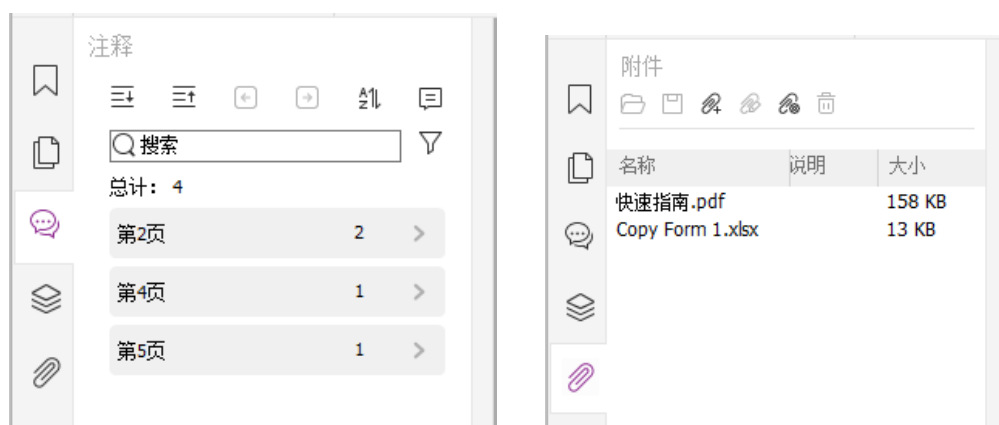 注释
搜索
总计: 4
第2页 2
第4页 1
第5页 1
附件
名称 说明 大小
快速指南.pdf 158 KB
Copy Form 1.xlsx 13 KB